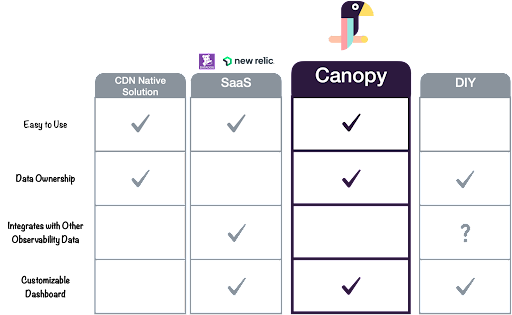 new relic
CDN Native
Solution
SaaS
Canopy
DIY
Easy to Use
Data Ownership
Integrates with Other
Observability Data
?
Customizable
Dashboard